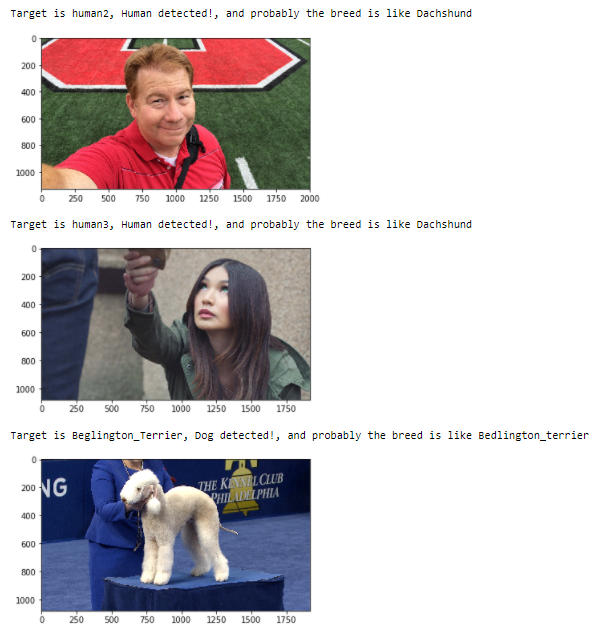 Target is human2, Human detected!, and probably the breed is like Dachshund
0
200
400
600
800
1000
0 250 500 750 1000 1250 1500 1750 2000
Target is human3, Human detected!, and probably the breed is like Dachshund
0
200
400
600
800
1000
0 250 500 750 1000 1250 1500 1750
Target is Beglington_Terrier, Dog detected!, and probably the breed is like Bedlington_terrier
0
200
400
600
800
1000
NG
THE KENNEL CLUB
PHILADELPHIA
0 250 500 750 1000 1250 1500 1750